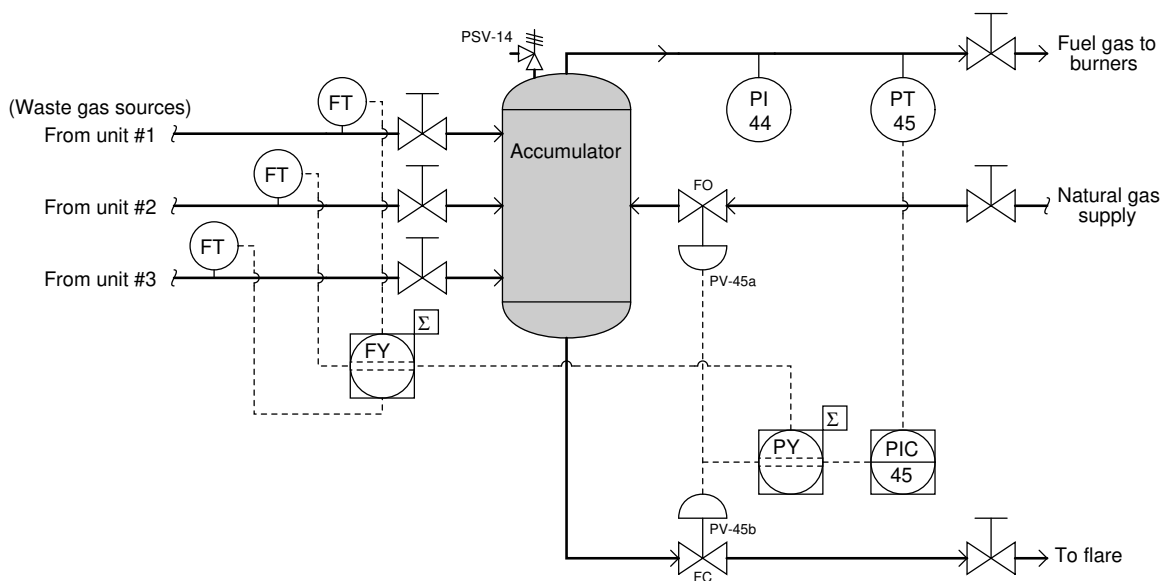 PSV-14
Fuel gas to
burners
(Waste gas sources)
From unit #1
FT
PI
44
PT
45
Accumulator
From unit #2
FT
FO
Natural gas
supply
From unit #3
FT
PV-45a
Σ
FY
Σ
PY
PIC
45
PV-45b
FC
To flare